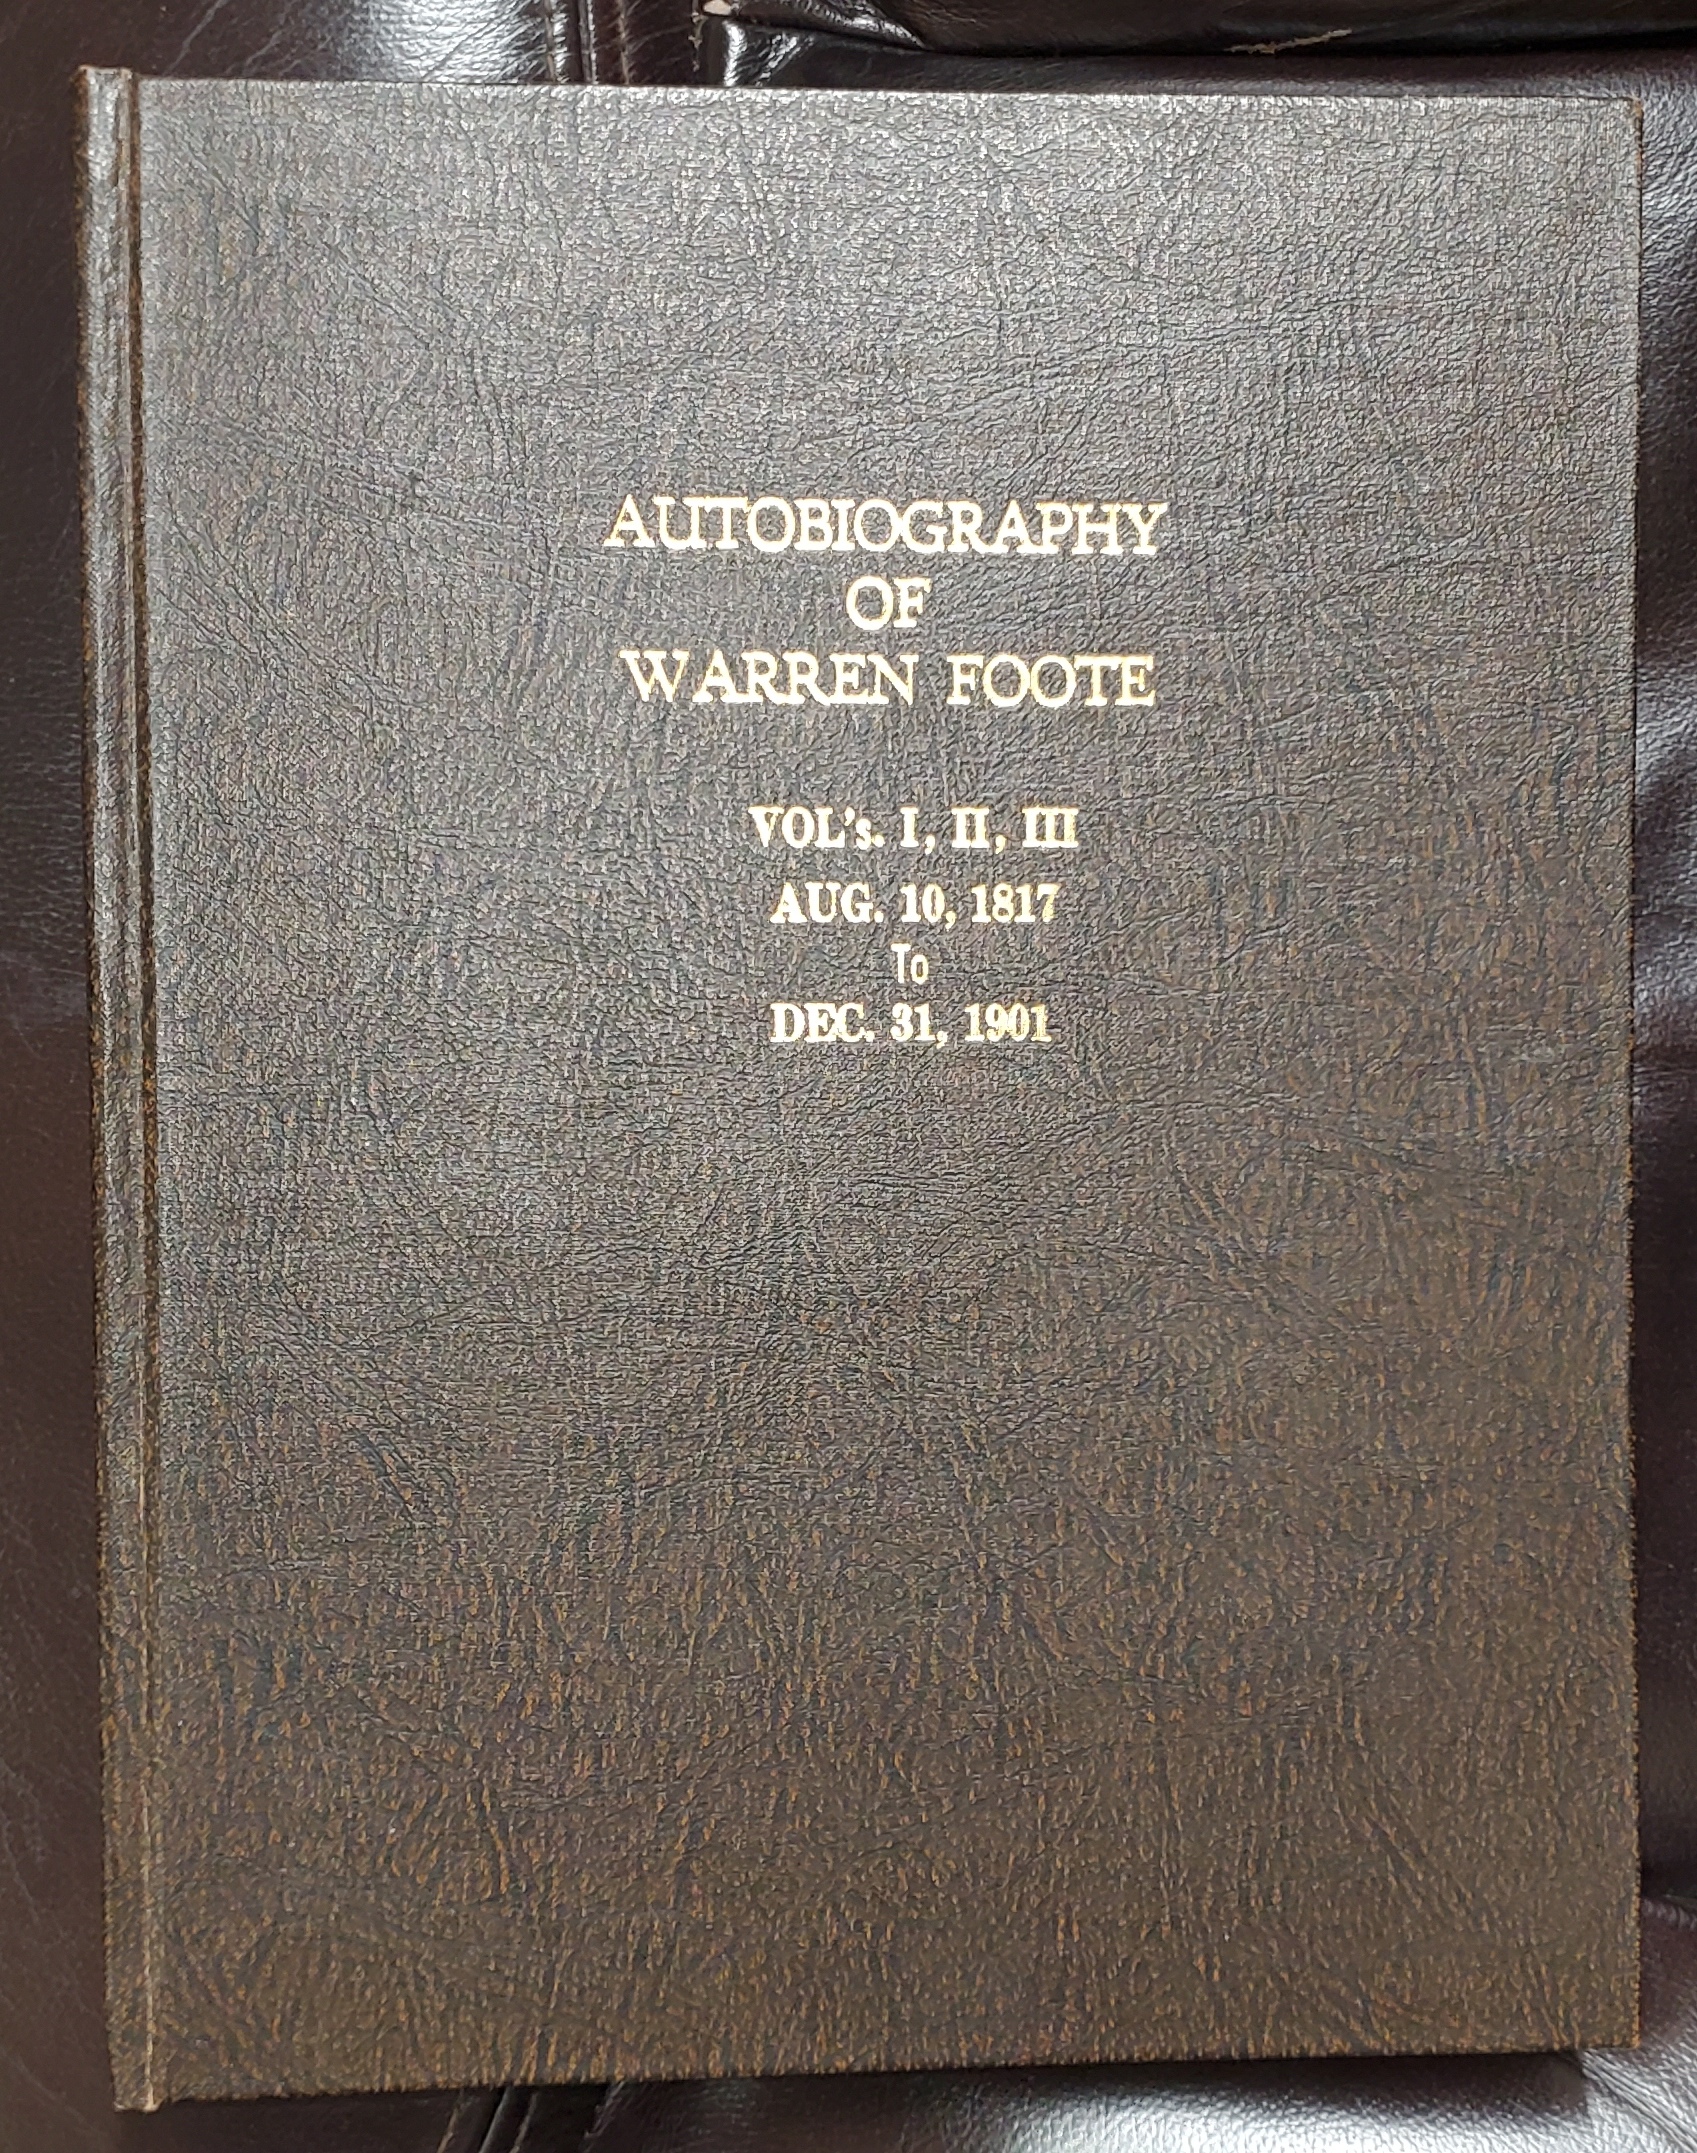 AUTOBIOGRAPHY
OF
WARREN FOOTE
VOL's. I, II, III
AUG. 10, 1817
To
DEC. 31, 1901